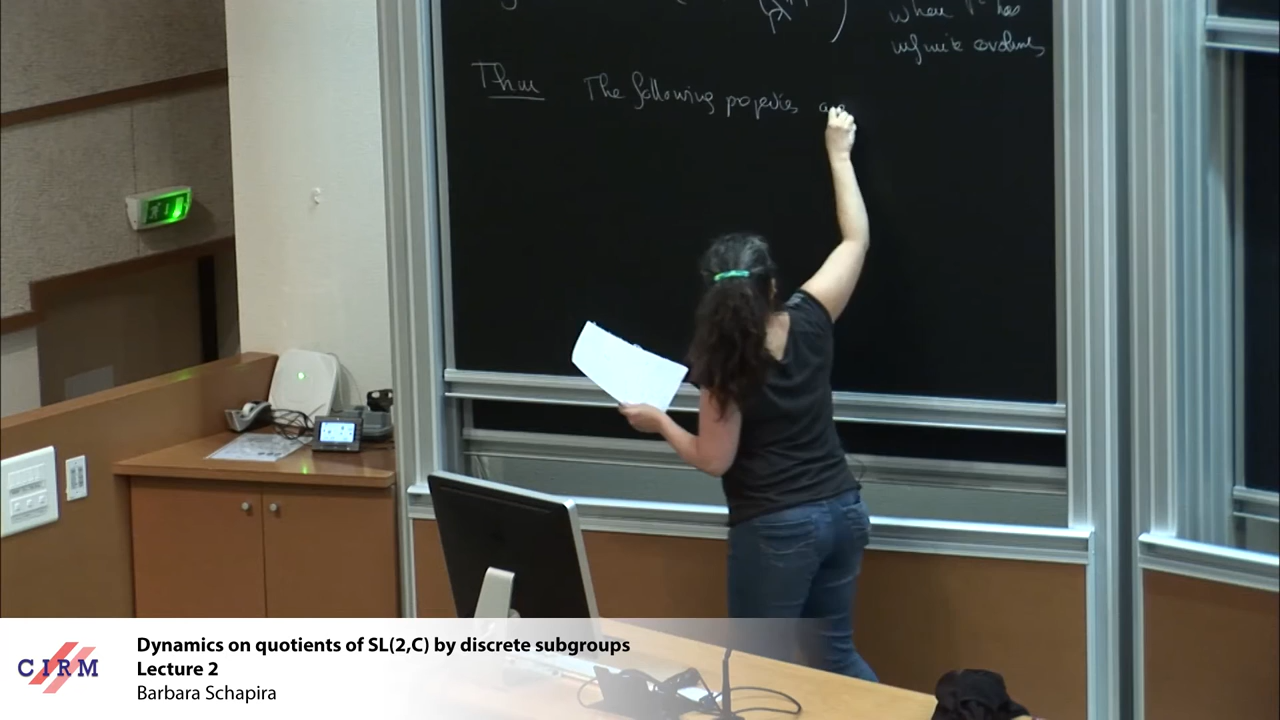 where Γ has
infinite covolume
Thm The following properties are
CIRM
Dynamics on quotients of SL(2,C) by discrete subgroups
Lecture 2
Barbara Schapira